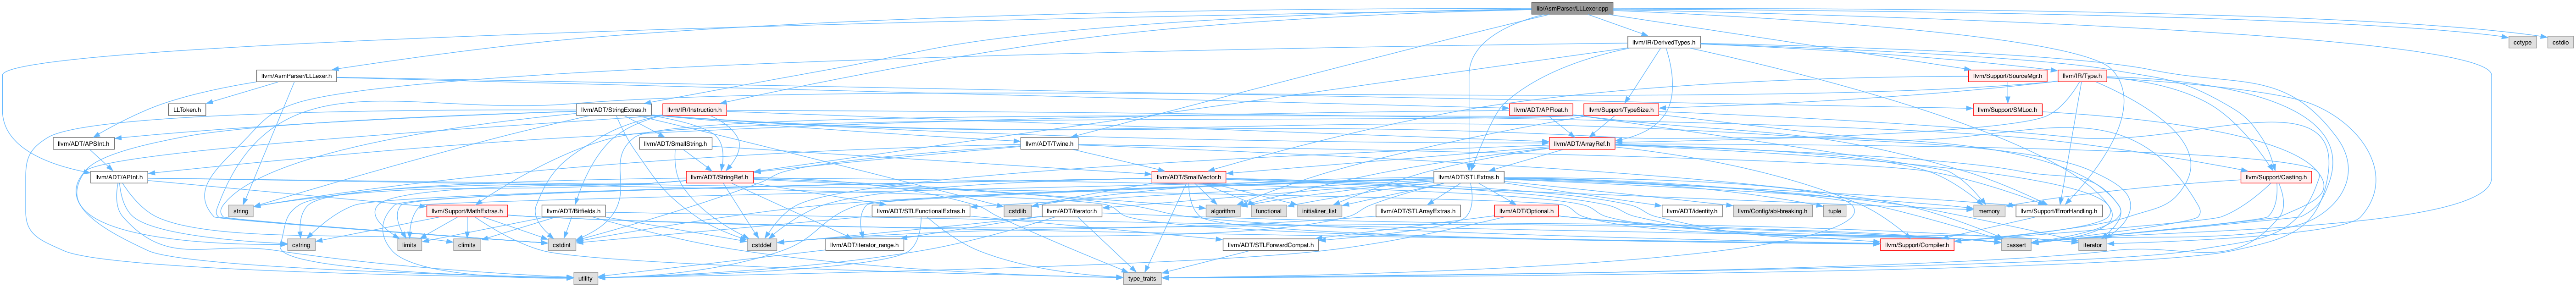 lib/AsmParser/LLLexer.cpp
llvm/IR/DerivedTypes.h
cctype
cstdio
llvm/AsmParser/LLLexer.h
llvm/Support/SourceMgr.h
llvm/IR/Type.h
LLToken.h
llvm/ADT/StringExtras.h
llvm/IR/Instruction.h
llvm/ADT/APFloat.h
llvm/Support/TypeSize.h
llvm/Support/SMLoc.h
llvm/ADT/APSInt.h
llvm/ADT/SmallString.h
llvm/ADT/Twine.h
llvm/ADT/ArrayRef.h
llvm/ADT/APInt.h
llvm/ADT/StringRef.h
llvm/ADT/SmallVector.h
llvm/ADT/STLExtras.h
llvm/Support/Casting.h
string
llvm/Support/MathExtras.h
llvm/ADT/Bitfields.h
llvm/ADT/STLFunctionalExtras.h
cstdlib
llvm/ADT/iterator.h
algorithm
functional
initializer_list
llvm/ADT/STLArrayExtras.h
llvm/ADT/Optional.h
llvm/ADT/identity.h
llvm/Config/abi-breaking.h
tuple
memory
llvm/Support/ErrorHandling.h
cstring
limits
climits
cstdint
cstddef
llvm/ADT/iterator_range.h
llvm/ADT/STLForwardCompat.h
llvm/Support/Compiler.h
cassert
iterator
utility
type_traits